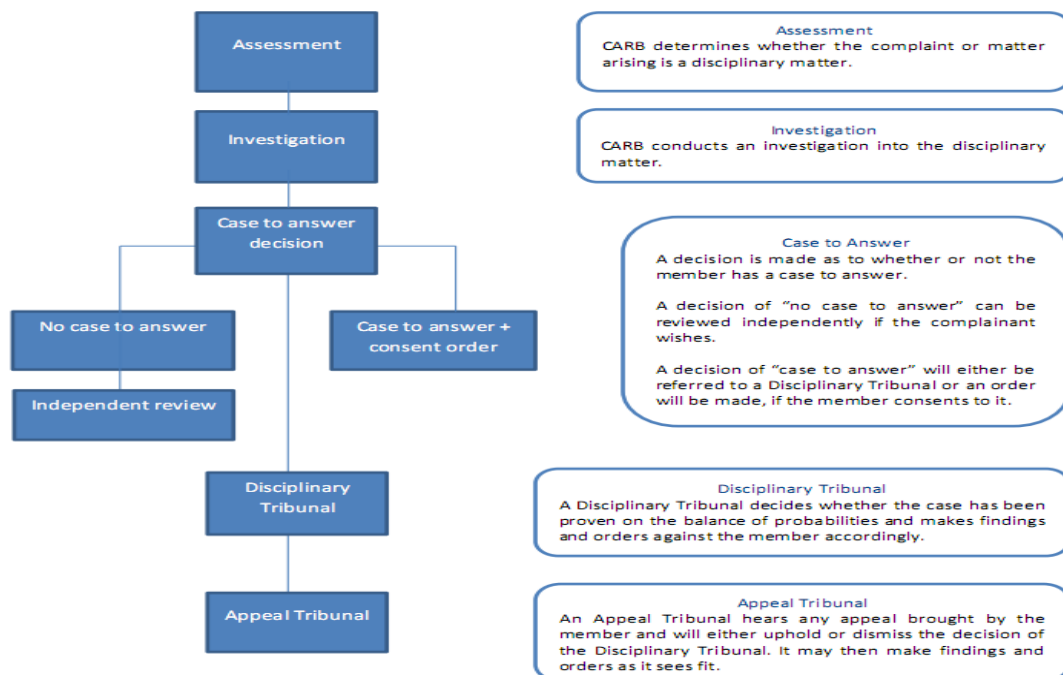 Assessment
Assessment
CARB determines whether the complaint or matter
arising is a disciplinary matter.
Investigation
Investigation
CARB conducts an investigation into the disciplinary
matter.
Case to answer
decision
Case to Answer
A decision is made as to whether or not the
member has a case to answer.
A decision of “no case to answer” can be
reviewed independently if the complainant
wishes.
A decision of “case to answer” will either be
referred to a Disciplinary Tribunal or an order
will be made, if the member consents to it.
No case to answer
Case to answer +
consent order
Independent review
Disciplinary
Tribunal
Disciplinary Tribunal
A Disciplinary Tribunal decides whether the case has been
proven on the balance of probabilities and makes findings
and orders against the member accordingly.
Appeal Tribunal
Appeal Tribunal
An Appeal Tribunal hears any appeal brought by the
member and will either uphold or dismiss the decision of
the Disciplinary Tribunal. It may then make findings and
orders as it sees fit.